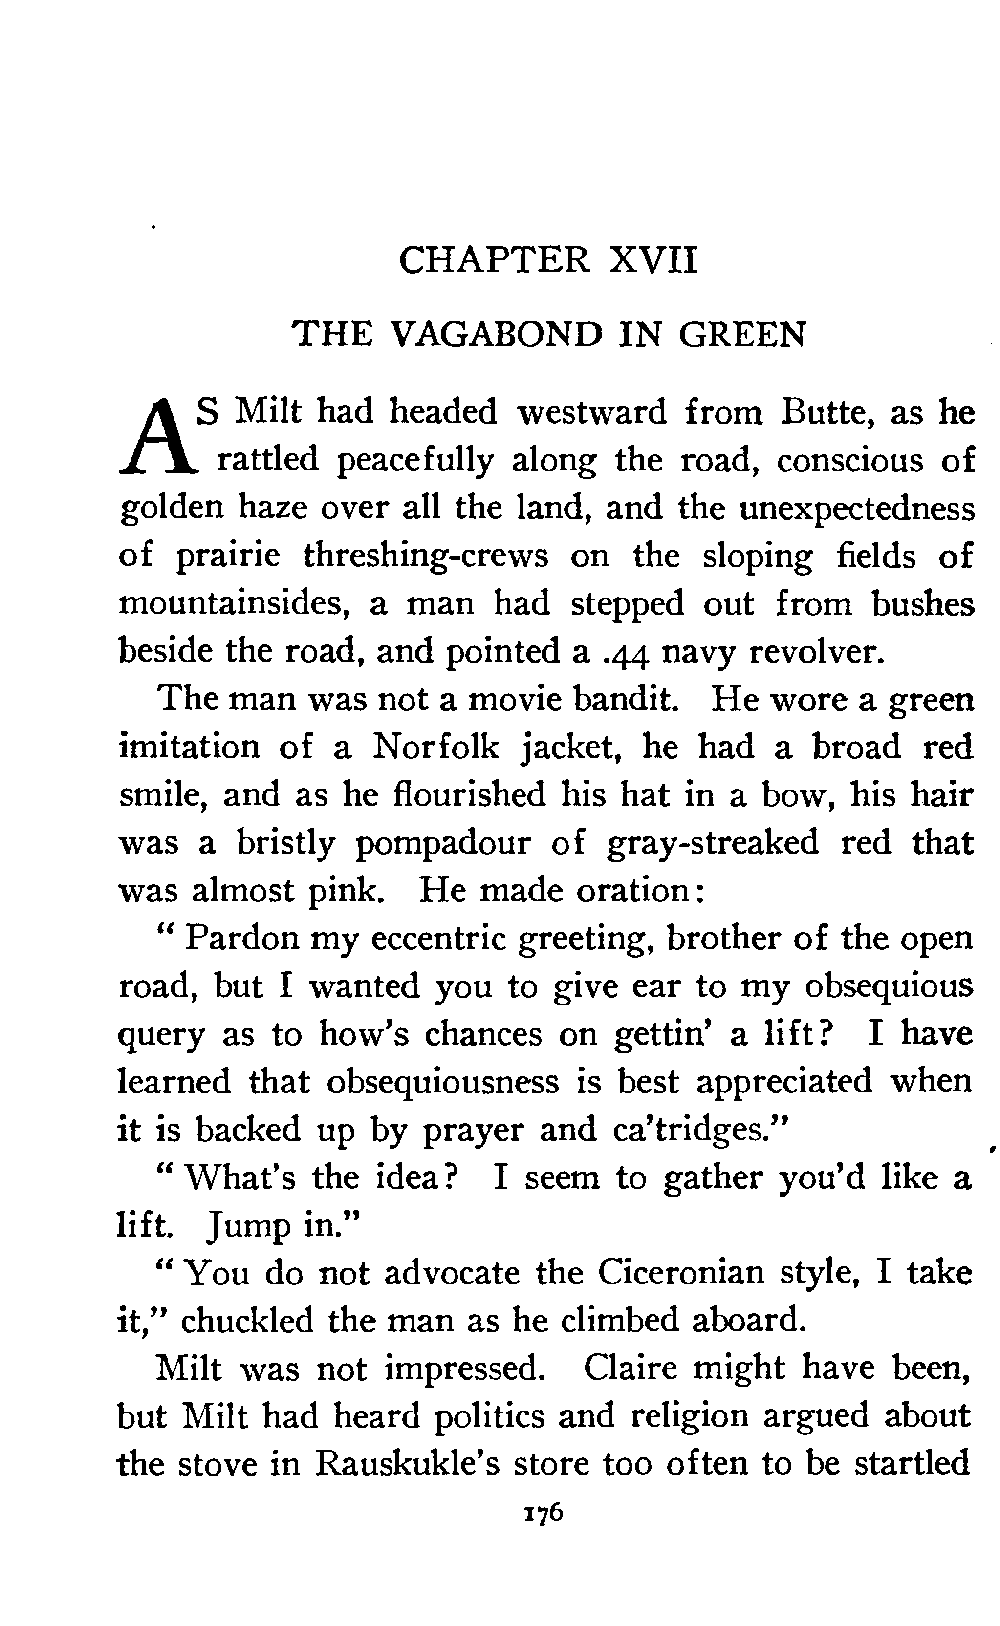 CHAPTER XVII
THE VAGABOND IN GREEN
AS Milt had headed westward from Butte, as he
rattled peacefully along the road, conscious of
golden haze over all the land, and the unexpectedness
of prairie threshing-crews on the sloping fields of
mountainsides, a man had stepped out from bushes
beside the road, and pointed a .44 navy revolver.
The man was not a movie bandit. He wore a green
imitation of a Norfolk jacket, he had a broad red
smile, and as he flourished his hat in a bow, his hair
was a bristly pompadour of gray-streaked red that
was almost pink. He made oration:
" Pardon my eccentric greeting, brother of the open
road, but I wanted you to give ear to my obsequious
query as to how's chances on gettin' a lift? I have
learned that obsequiousness is best appreciated when
it is backed up by prayer and ca'tridges."
" What's the idea? I seem to gather you'd like a
lift. Jump in."
" You do not advocate the Ciceronian style, I take
it," chuckled the man as he climbed aboard.
Milt was not impressed. Claire might have been,
but Milt had heard politics and religion argued about
the stove in Rauskukle's store too often to be startled
176